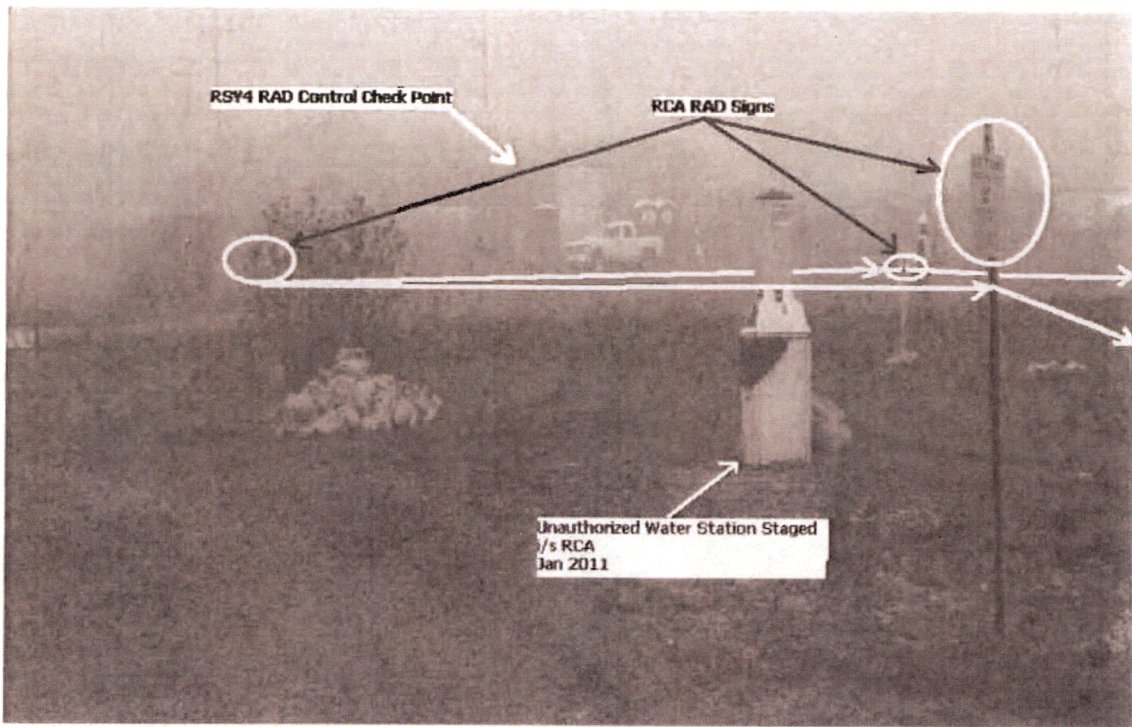 RSY4 RAD Control Check Point
RCA RAD Signs
Unauthorized Water Station Staged
i/s RCA
Jan 2011